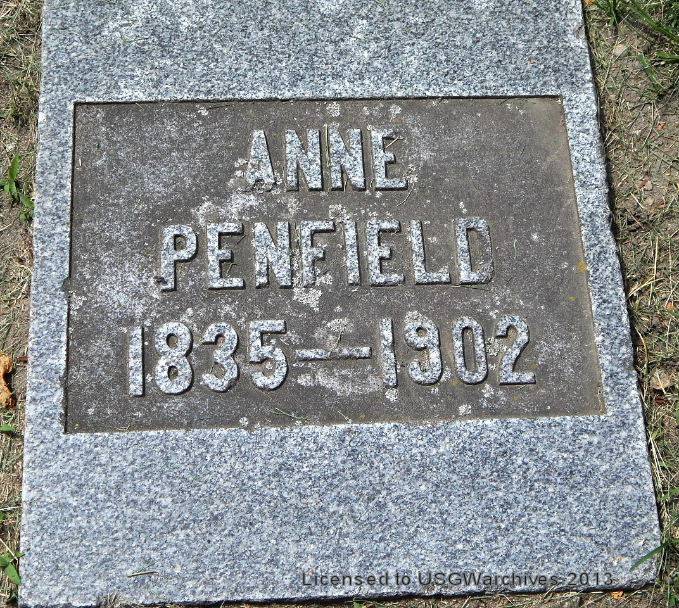 ANNE
PENFIELD
1835—1902
Licensed to USGWarchives 2013